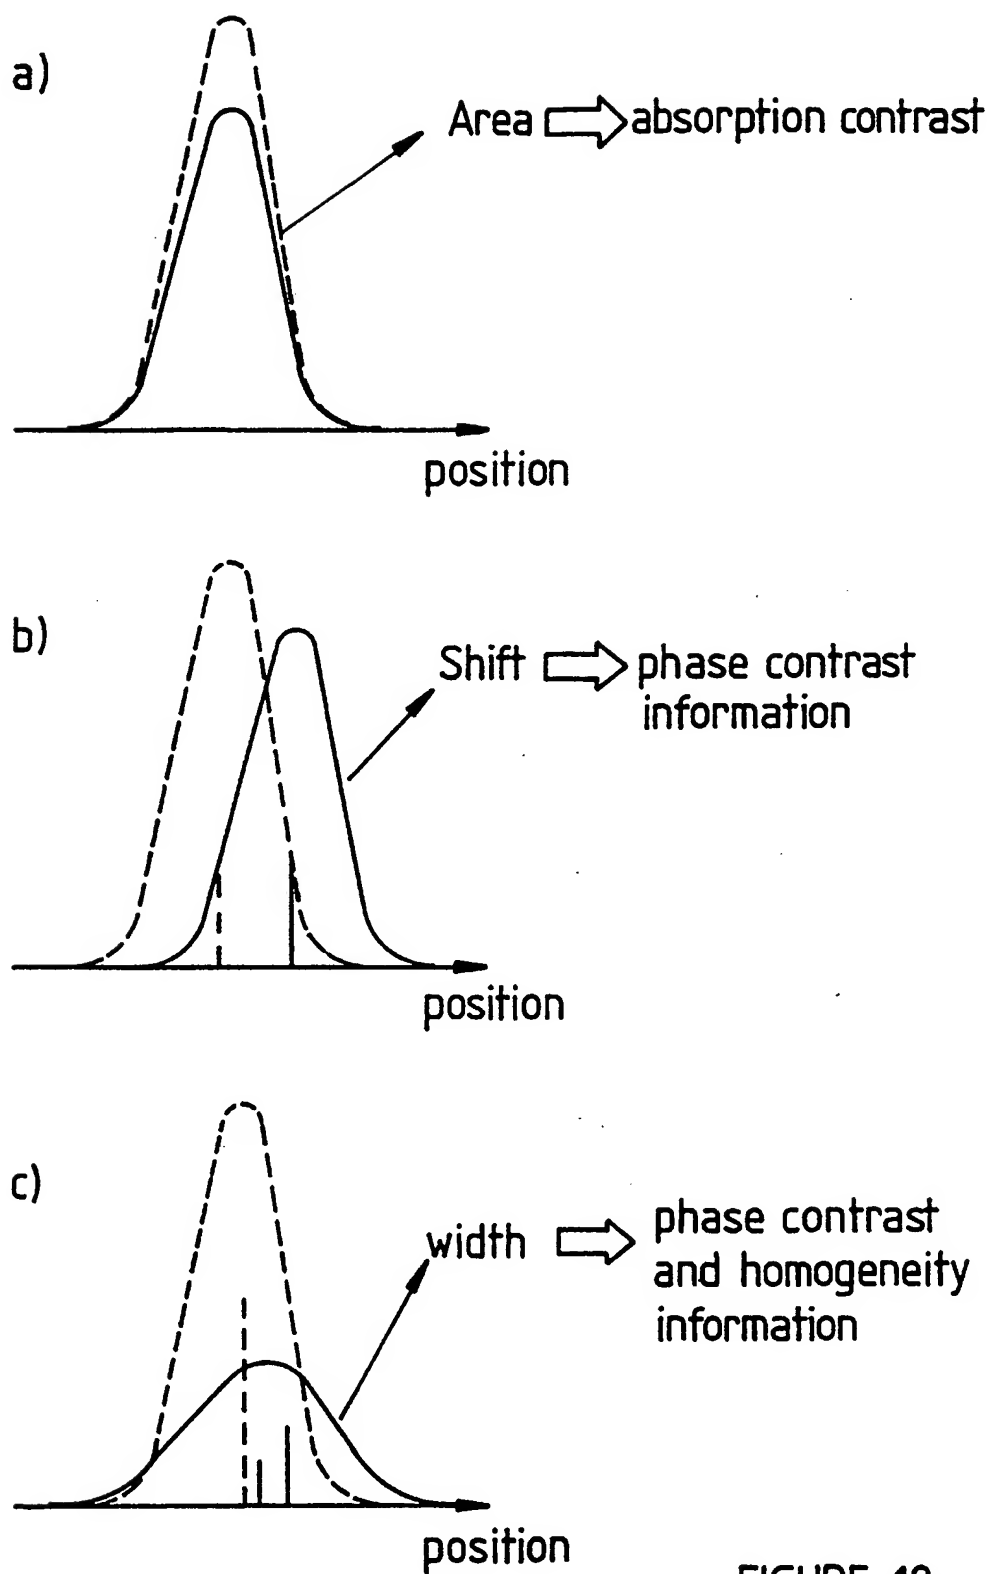 a)
Area ⇨ absorption contrast
position
b)
Shift ⇨ phase contrast
information
position
c)
width ⇨ phase contrast
and homogeneity
information
position